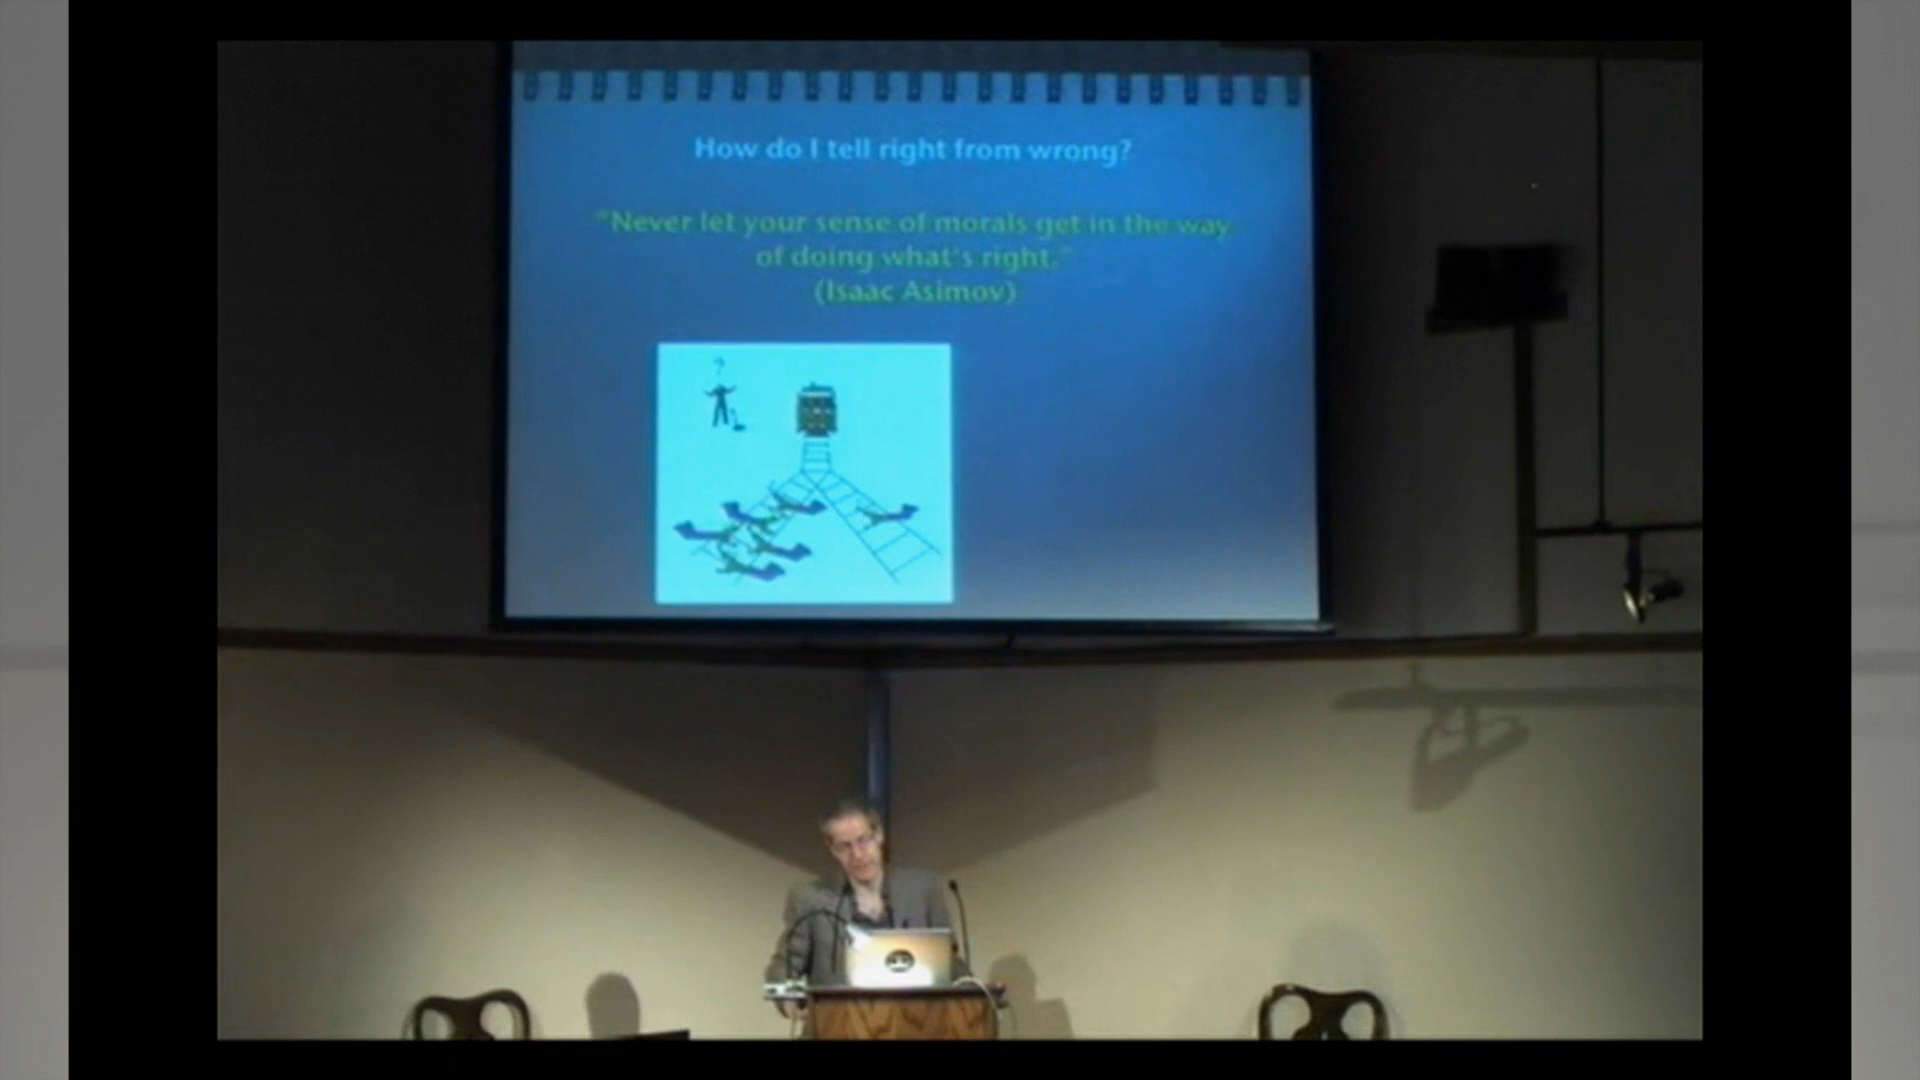 How do I tell right from wrong?
"Never let your sense of morals get in the way
of doing what's right."
(Isaac Asimov)
?